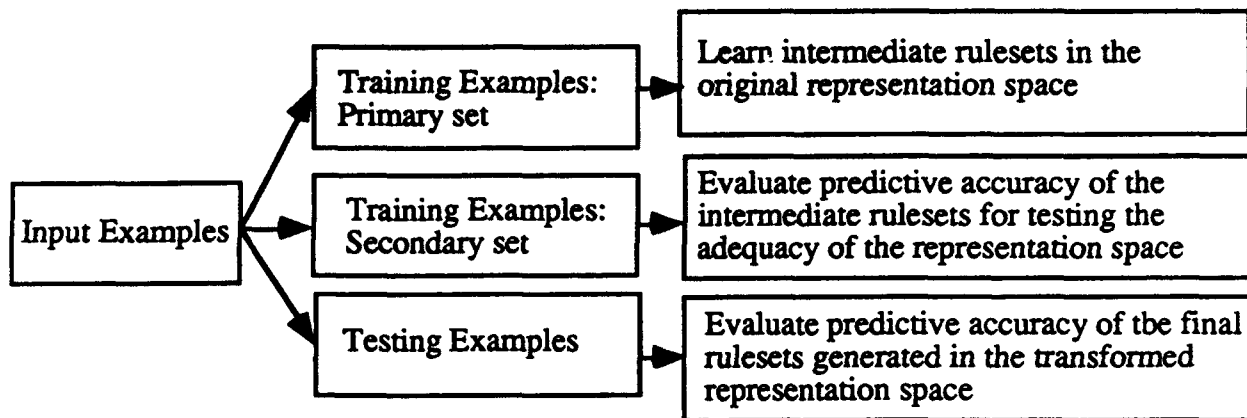 Input Examples
Training Examples:
Primary set
Learn intermediate rulesets in the
original representation space
Training Examples:
Secondary set
Evaluate predictive accuracy of the
intermediate rulesets for testing the
adequacy of the representation space
Testing Examples
Evaluate predictive accuracy of the final
rulesets generated in the transformed
representation space